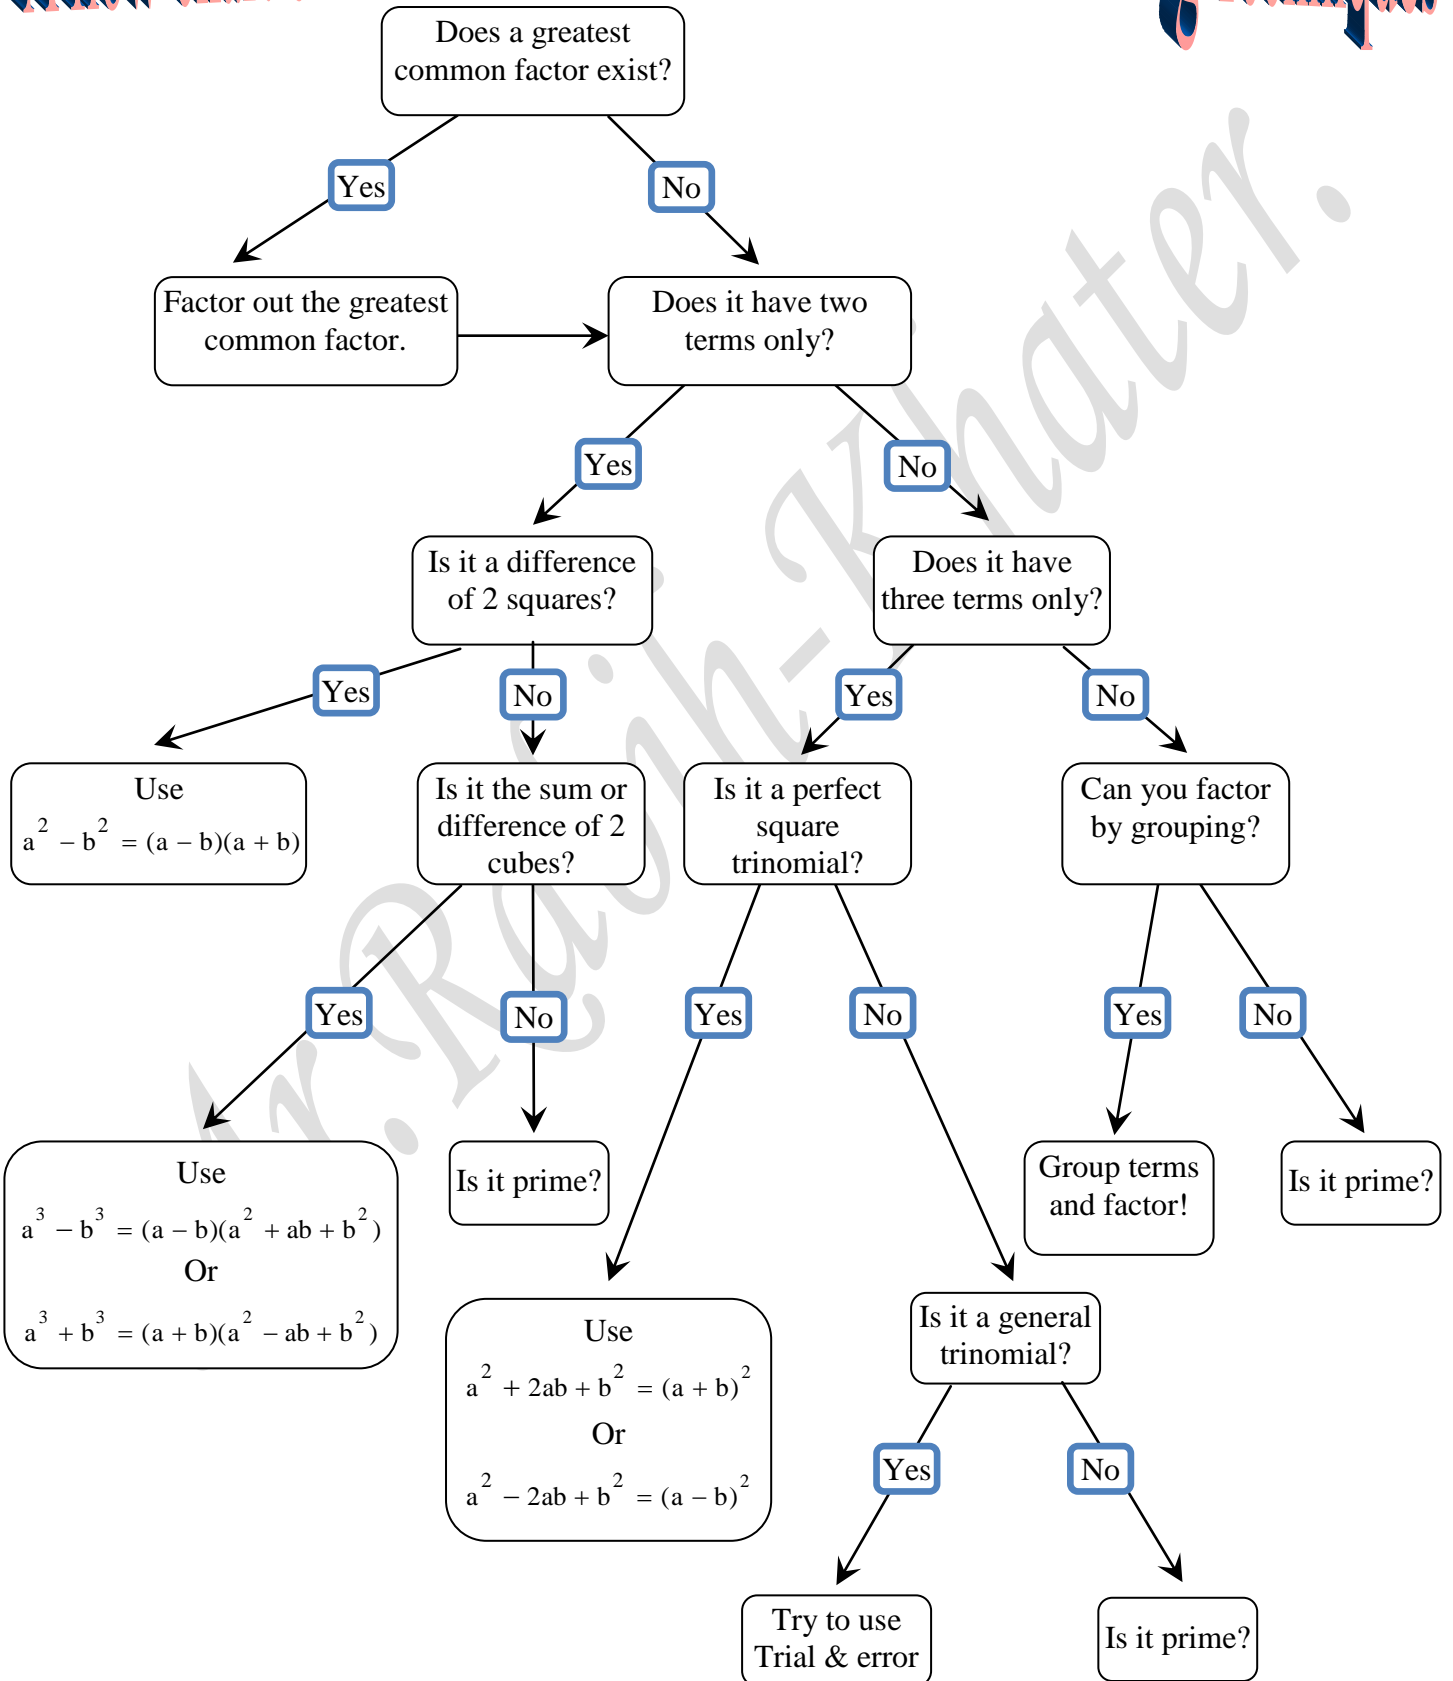 Does a greatest
common factor exist?
Yes
No
Factor out the greatest
common factor.
Does it have two
terms only?
Yes
No
Is it a difference
of 2 squares?
Does it have
three terms only?
Yes
No
Yes
No
Use
a² − b² = (a − b)(a + b)
Is it the sum or
difference of 2
cubes?
Is it a perfect
square
trinomial?
Can you factor
by grouping?
Yes
No
Yes
No
Yes
No
Use
a³ − b³ = (a − b)(a² + ab + b²)
Or
a³ + b³ = (a + b)(a² − ab + b²)
Is it prime?
Group terms
and factor!
Is it prime?
Use
a² + 2ab + b² = (a + b)²
Or
a² − 2ab + b² = (a − b)²
Is it a general
trinomial?
Yes
No
Try to use
Trial & error
Is it prime?